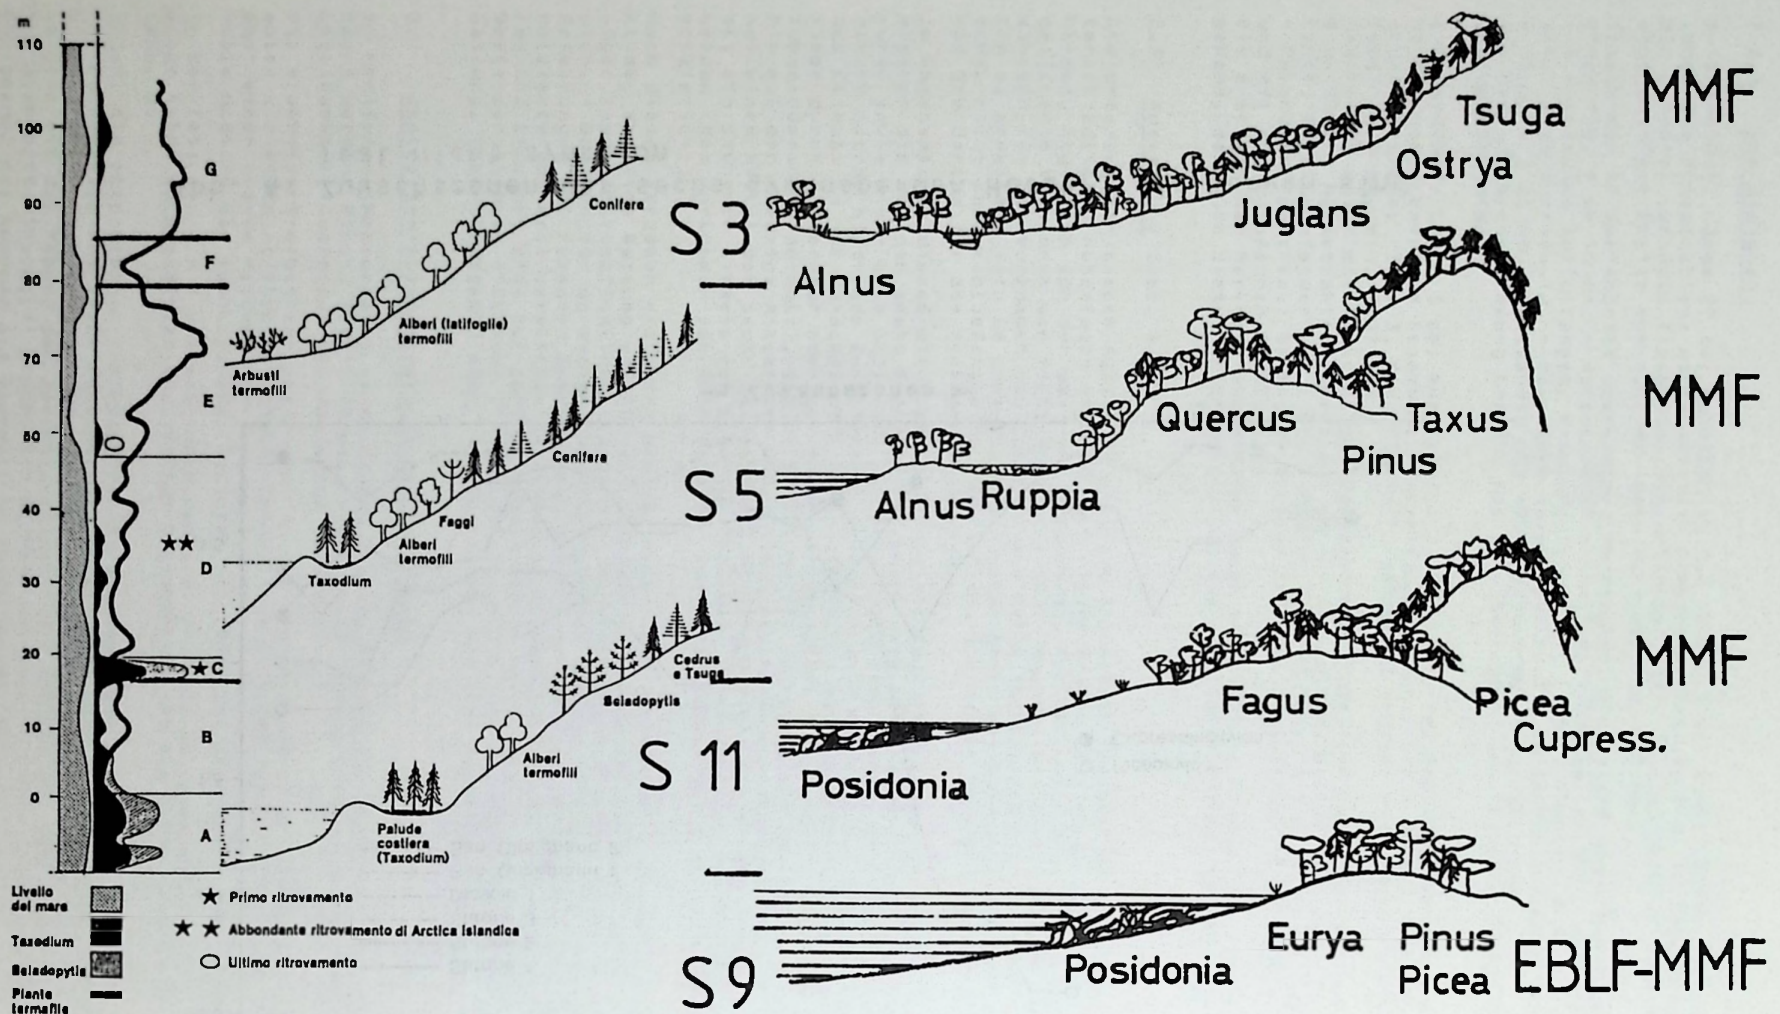 m
110
100
90
80
70
60
50
40
30
20
10
0
G
F
E
D
C
B
A
Conifere
Alberi (latifoglie)
termofili
Arbusti
termofili
Conifere
Faggi
Alberi
termofili
Taxodium
Cedrus
e Tsuga
Sciadopytis
Alberi
termofili
Palude
costiera
(Taxodium)
Livello
del mare
Taxodium
Sciadopytis
Piante
termofile
★ Primo ritrovamento
★ ★ Abbondante ritrovamento di Arctica islandica
Ultimo ritrovamento
S 3
Alnus
Juglans
Ostrya
Tsuga
MMF
S 5
Alnus
Ruppia
Quercus
Pinus
Taxus
MMF
S 11
Posidonia
Fagus
Picea
Cupress.
MMF
S 9
Posidonia
Eurya
Pinus
Picea
EBLF-MMF